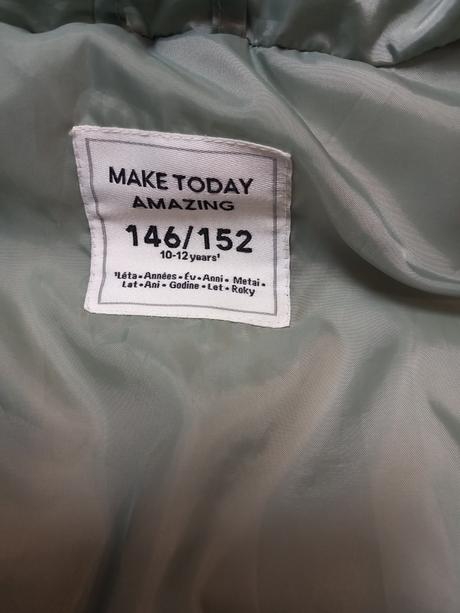 MAKE TODAY
AMAZING
146/152
10-12 years¹
¹Léta • Années • Év • Anni • Metai •
Lat • Ani • Godine • Let • Roky